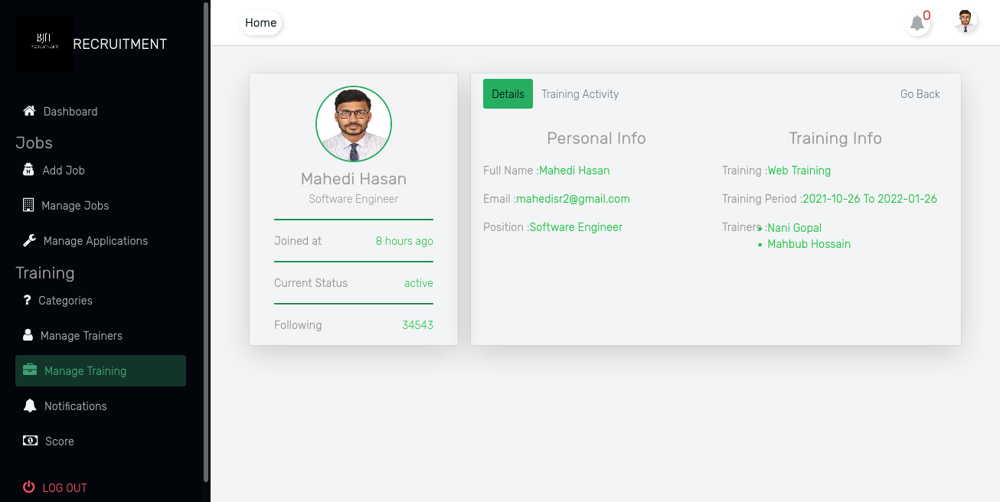 BJIT
RECRUITMENT
RECRUITMENT
Dashboard
Jobs
Add Job
Manage Jobs
Manage Applications
Training
Categories
Manage Trainers
Manage Training
Notifications
Score
LOG OUT
Home
0
Mahedi Hasan
Software Engineer
Joined at 8 hours ago
Current Status active
Following 34543
Details Training Activity Go Back
Personal Info
Full Name :Mahedi Hasan
Email :mahedisr2@gmail.com
Position :Software Engineer
Training Info
Training :Web Training
Training Period :2021-10-26 To 2022-01-26
Trainers :• Nani Gopal
• Mahbub Hossain